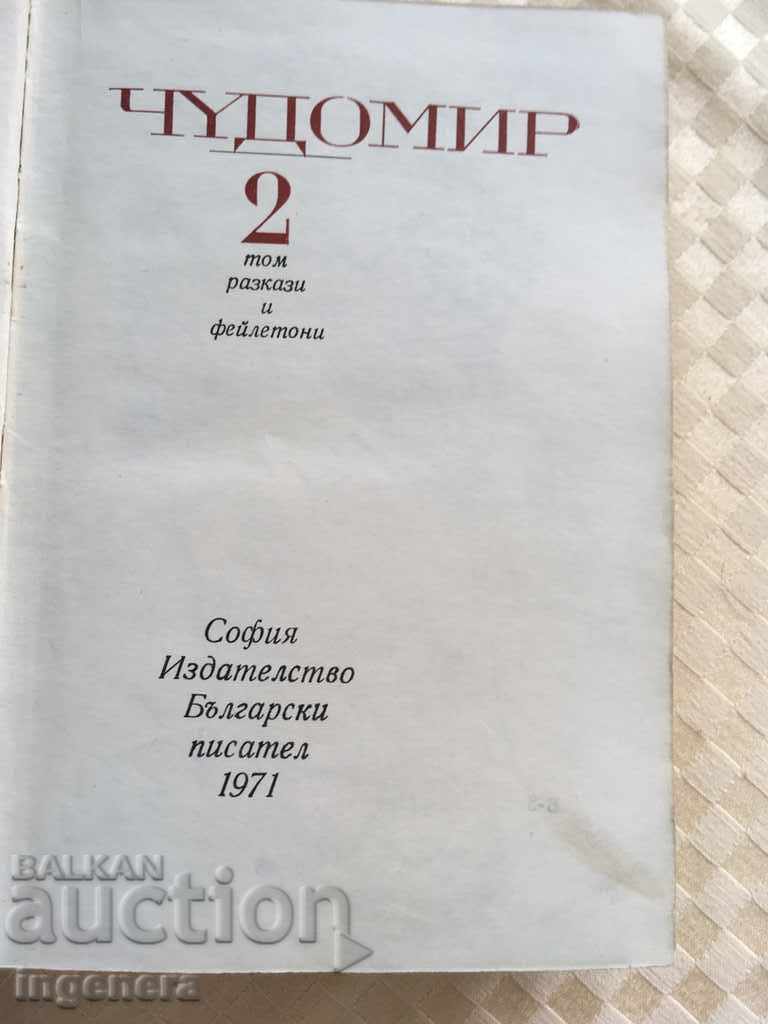 ЧУДОМИР
2
том
разкази
и
фейлетони
София
Издателство
Български
писател
1971
BALKAN
auction
ingenera